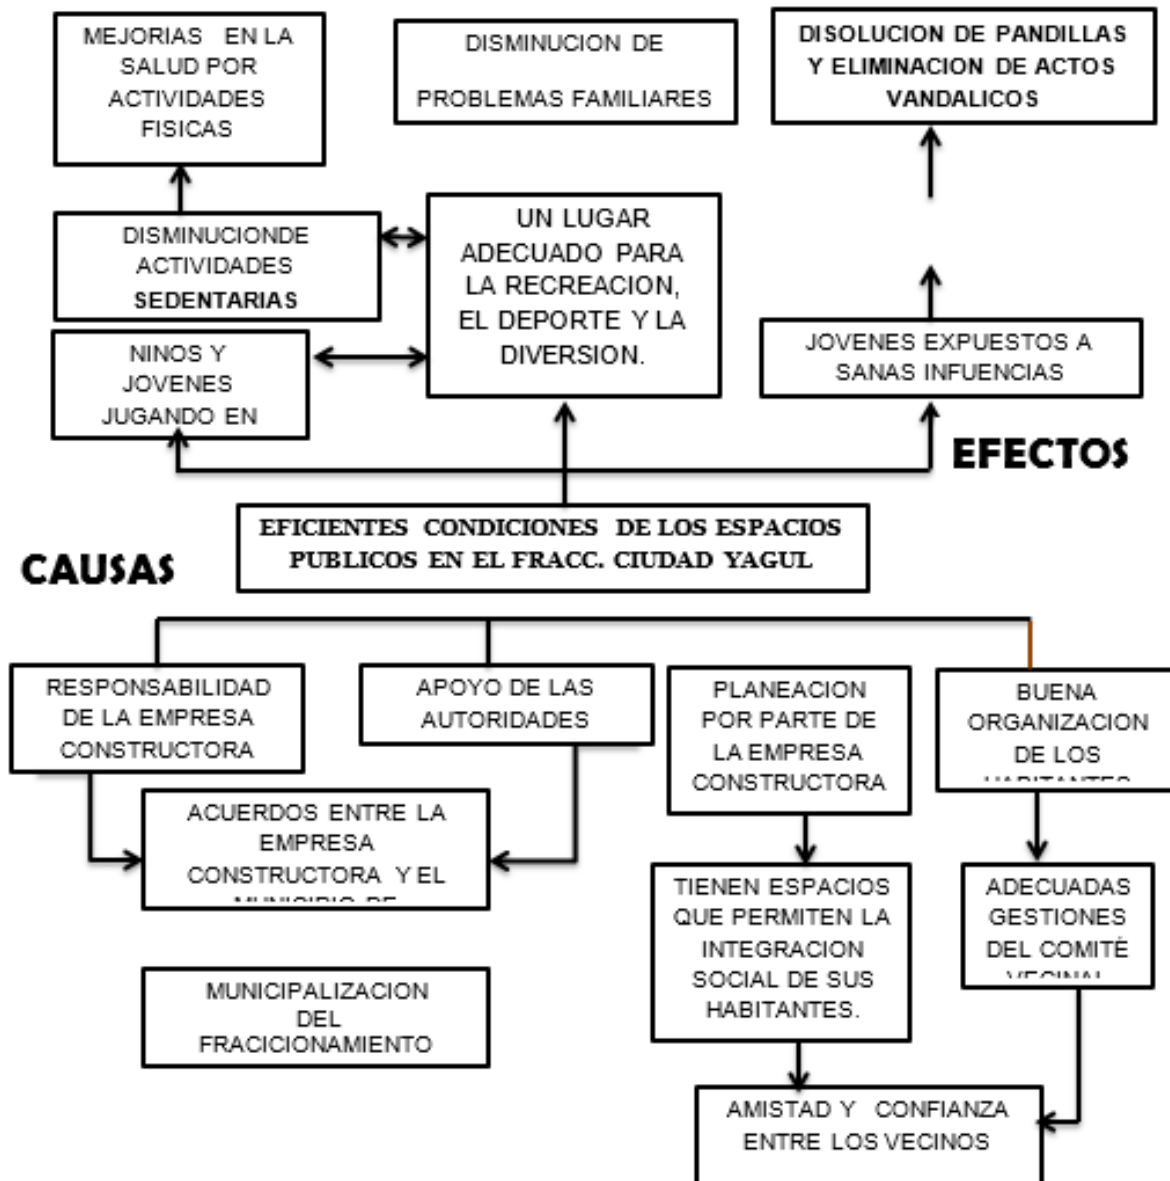 MEJORIAS EN LA
SALUD POR
ACTIVIDADES
FISICAS
DISMINUCION DE
PROBLEMAS FAMILIARES
DISOLUCION DE PANDILLAS
Y ELIMINACION DE ACTOS
VANDALICOS
DISMINUCIONDE
ACTIVIDADES
SEDENTARIAS
UN LUGAR
ADECUADO PARA
LA RECREACION,
EL DEPORTE Y LA
DIVERSION.
NINOS Y
JOVENES
JUGANDO EN
JOVENES EXPUESTOS A
SANAS INFUENCIAS
EFECTOS
EFICIENTES CONDICIONES DE LOS ESPACIOS
PUBLICOS EN EL FRACC. CIUDAD YAGUL
CAUSAS
RESPONSABILIDAD
DE LA EMPRESA
CONSTRUCTORA
APOYO DE LAS
AUTORIDADES
PLANEACION
POR PARTE DE
LA EMPRESA
CONSTRUCTORA
BUENA
ORGANIZACION
DE LOS
HABITANTES
ACUERDOS ENTRE LA
EMPRESA
CONSTRUCTORA Y EL
MUNICIPIO DE
TIENEN ESPACIOS
QUE PERMITEN LA
INTEGRACION
SOCIAL DE SUS
HABITANTES.
ADECUADAS
GESTIONES
DEL COMITÉ
VECINAL
MUNICIPALIZACION
DEL
FRACICIONAMIENTO
AMISTAD Y CONFIANZA
ENTRE LOS VECINOS